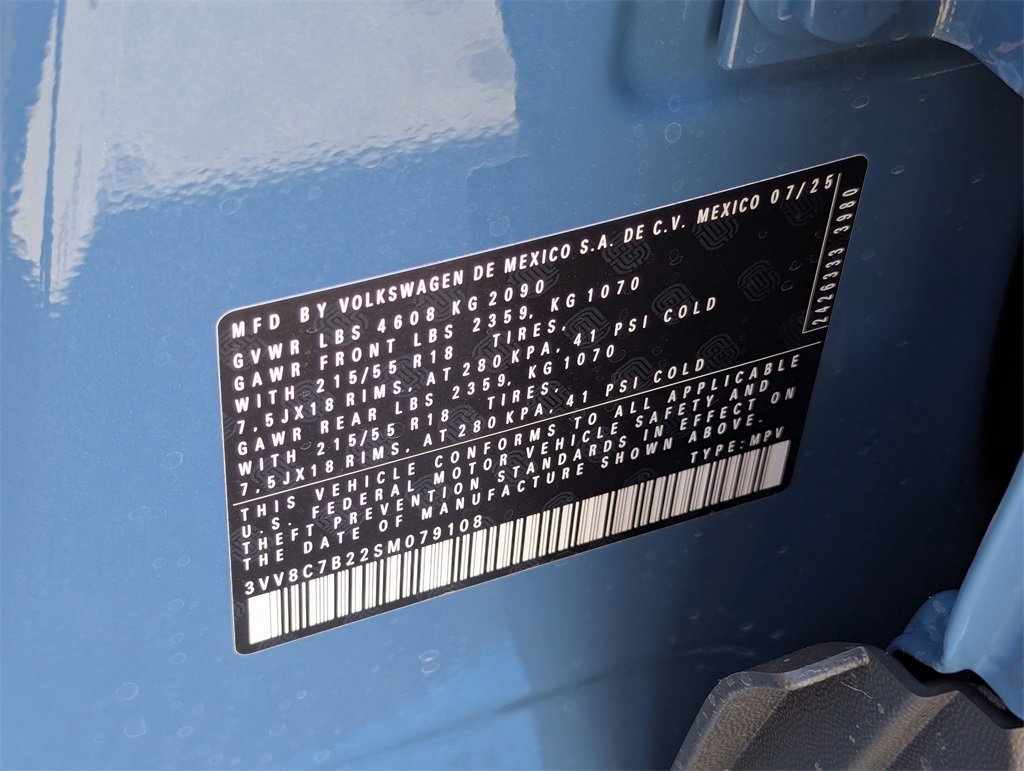 MFD BY VOLKSWAGEN DE MEXICO S.A. DE C.V. MEXICO 07/25
GVWR LBS 4608 KG 2090
GAWR FRONT LBS 2359, KG 1070
WITH 215/55 R18 TIRES,
7,5JX18 RIMS, AT 280 KPA, 41 PSI COLD
GAWR REAR LBS 2359, KG 1070
WITH 215/55 R18 TIRES,
7,5JX18 RIMS, AT 280 KPA, 41 PSI COLD
THIS VEHICLE CONFORMS TO ALL APPLICABLE
U.S. FEDERAL MOTOR VEHICLE SAFETY AND
THEFT PREVENTION STANDARDS IN EFFECT ON
THE DATE OF MANUFACTURE SHOWN ABOVE.
TYPE: MPV
3VV8C7B22SM079108
2426333 3980